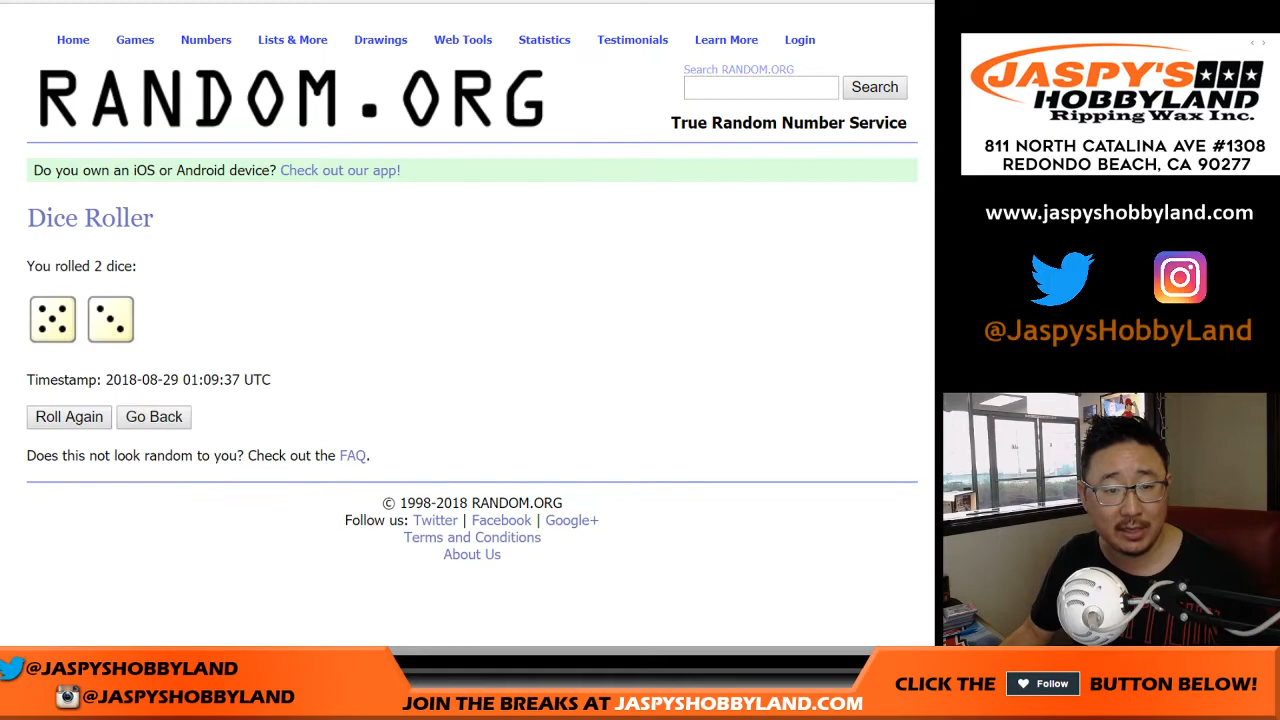 Home Games Numbers Lists & More Drawings Web Tools Statistics Testimonials Learn More Login
RANDOM.ORG
Search RANDOM.ORG
Search
True Random Number Service
Do you own an iOS or Android device? Check out our app!
Dice Roller
You rolled 2 dice:
Timestamp: 2018-08-29 01:09:37 UTC
Roll Again Go Back
Does this not look random to you? Check out the FAQ.
© 1998-2018 RANDOM.ORG
Follow us: Twitter | Facebook | Google+
Terms and Conditions
About Us
JASPY'S
HOBBYLAND
Ripping Wax Inc.
811 NORTH CATALINA AVE #1308
REDONDO BEACH, CA 90277
www.jaspyshobbyland.com
@JaspysHobbyLand
@JASPYSHOBBYLAND
@JASPYSHOBBYLAND
JOIN THE BREAKS AT JASPYSHOBBYLAND.COM
CLICK THE Follow BUTTON BELOW!